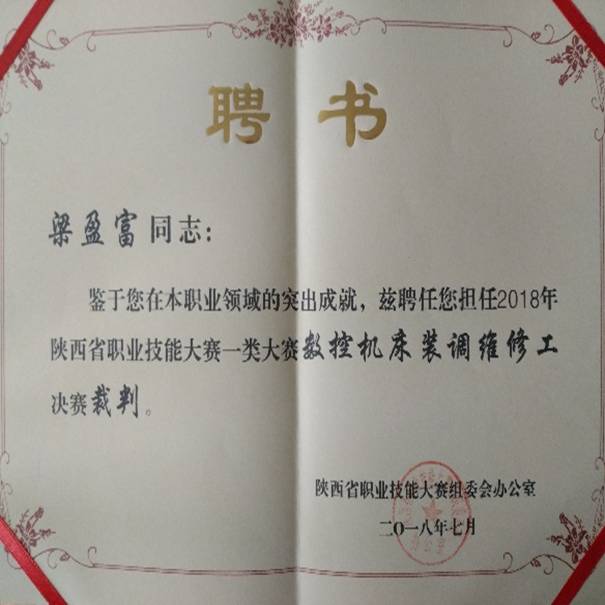 聘书
梁盈富同志：
鉴于您在本职业领域的突出成就，兹聘任您担任2018年
陕西省职业技能大赛一类大赛数控机床装调维修工
决赛裁判。
陕西省职业技能大赛组委会办公室
二〇一八年七月